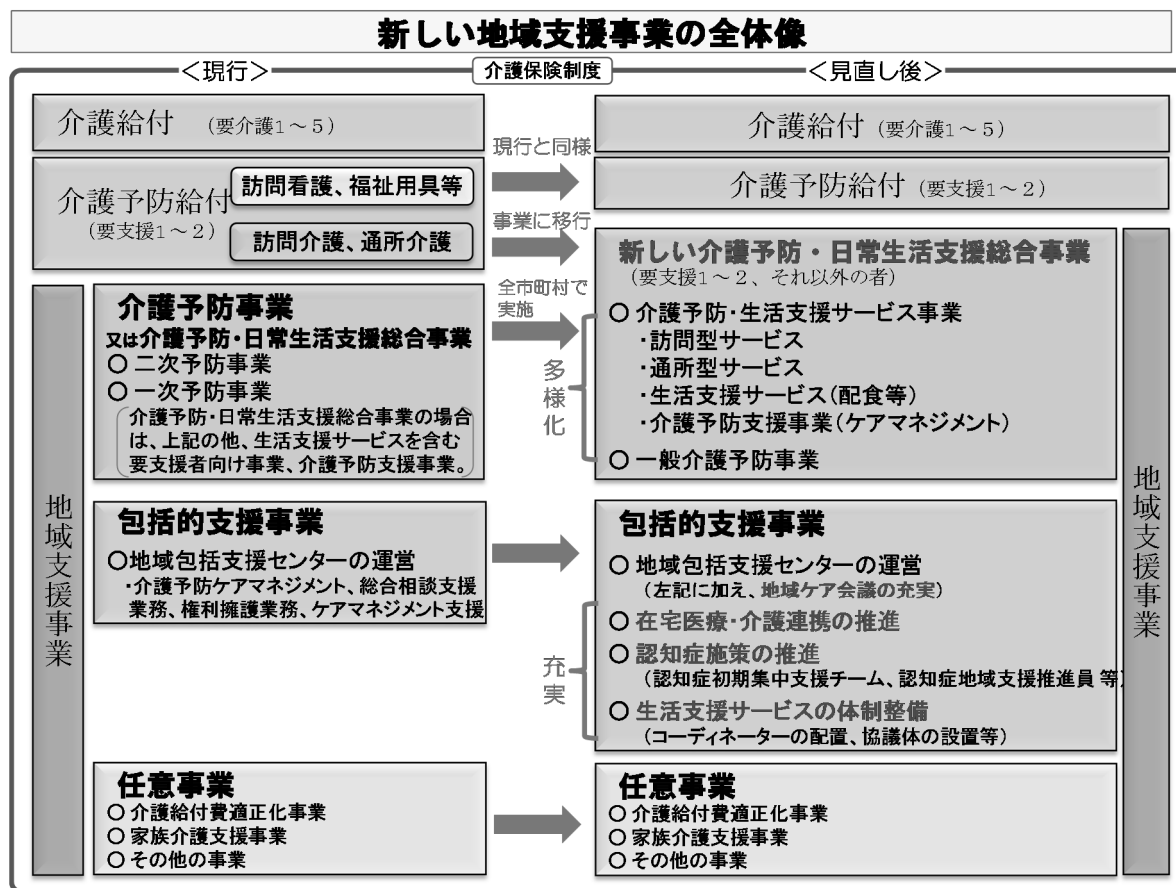 新しい地域支援事業の全体像
＜現行＞
介護保険制度
＜見直し後＞
介護給付 （要介護1～5）
介護予防給付
（要支援1～2）
訪問看護、福祉用具等
訪問介護、通所介護
現行と同様
事業に移行
全市町村で
実施
多様化
介護給付（要介護1～5）
介護予防給付（要支援1～2）
地域支援事業
介護予防事業
又は介護予防・日常生活支援総合事業
○ 二次予防事業
○ 一次予防事業
介護予防・日常生活支援総合事業の場合
は、上記の他、生活支援サービスを含む
要支援者向け事業、介護予防支援事業。
新しい介護予防・日常生活支援総合事業
（要支援1～2、それ以外の者）
○ 介護予防・生活支援サービス事業
・訪問型サービス
・通所型サービス
・生活支援サービス（配食等）
・介護予防支援事業（ケアマネジメント）
○ 一般介護予防事業
包括的支援事業
○地域包括支援センターの運営
・介護予防ケアマネジメント、総合相談支援
業務、権利擁護業務、ケアマネジメント支援
充実
包括的支援事業
○ 地域包括支援センターの運営
（左記に加え、地域ケア会議の充実）
○ 在宅医療・介護連携の推進
○ 認知症施策の推進
（認知症初期集中支援チーム、認知症地域支援推進員 等）
○ 生活支援サービスの体制整備
（コーディネーターの配置、協議体の設置等）
任意事業
○ 介護給付費適正化事業
○ 家族介護支援事業
○ その他の事業
任意事業
○ 介護給付費適正化事業
○ 家族介護支援事業
○ その他の事業
地域支援事業